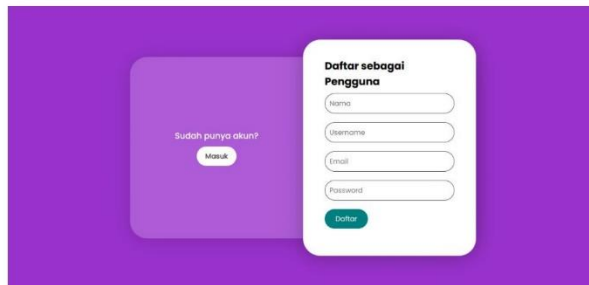 Sudah punya akun?
Masuk
Daftar sebagai
Pengguna
Nama
Username
Email
Password
Daftar